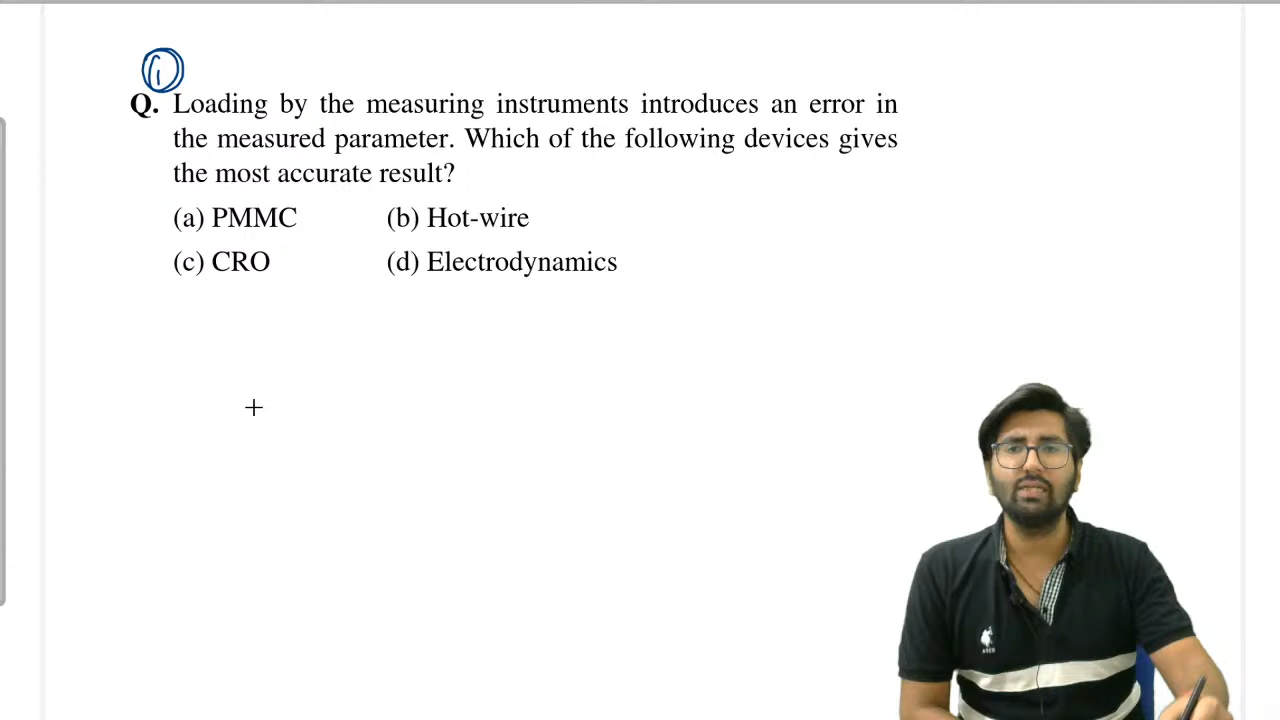 1
Q. Loading by the measuring instruments introduces an error in
the measured parameter. Which of the following devices gives
the most accurate result?
(a) PMMC (b) Hot-wire
(c) CRO (d) Electrodynamics